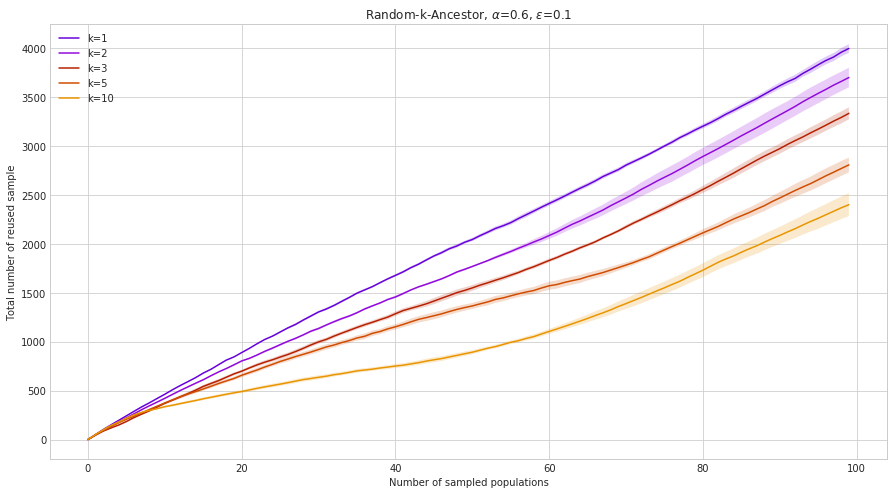 Random-k-Ancestor, α=0.6, ε=0.1
k=1
k=2
k=3
k=5
k=10
4000
3500
3000
2500
2000
1500
1000
500
0
Total number of reused sample
0 20 40 60 80 100
Number of sampled populations